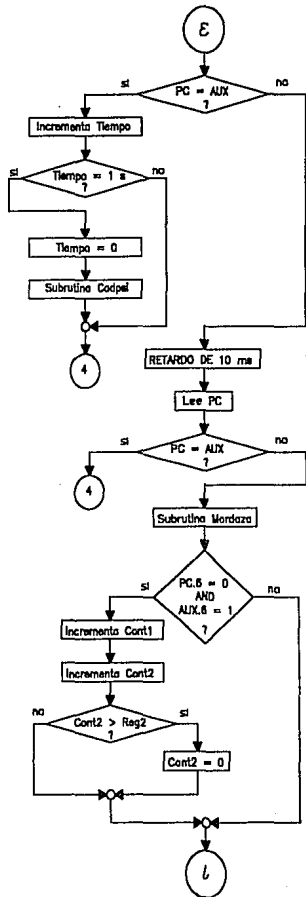 E
PC = AUX
?
si
no
Incrementa Tiempo
Tiempo = 1 s
?
si
no
Tiempo = 0
Subrutina Codpsi
4
RETARDO DE 10 ms
Lee PC
PC = AUX
?
si
no
4
Subrutina Mordaza
PC.6 = 0
AND
AUX.6 = 1
?
si
no
Incrementa Cont1
Incrementa Cont2
Cont2 > Reg2
?
no
si
Cont2 = 0
l